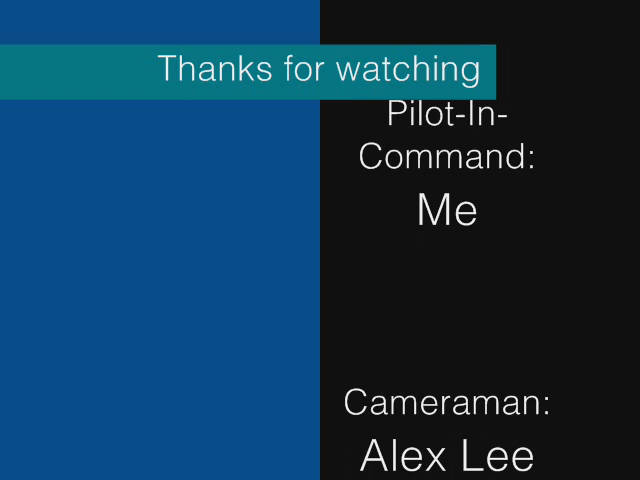 Thanks for watching
Pilot-In-
Command:
Me
Cameraman:
Alex Lee